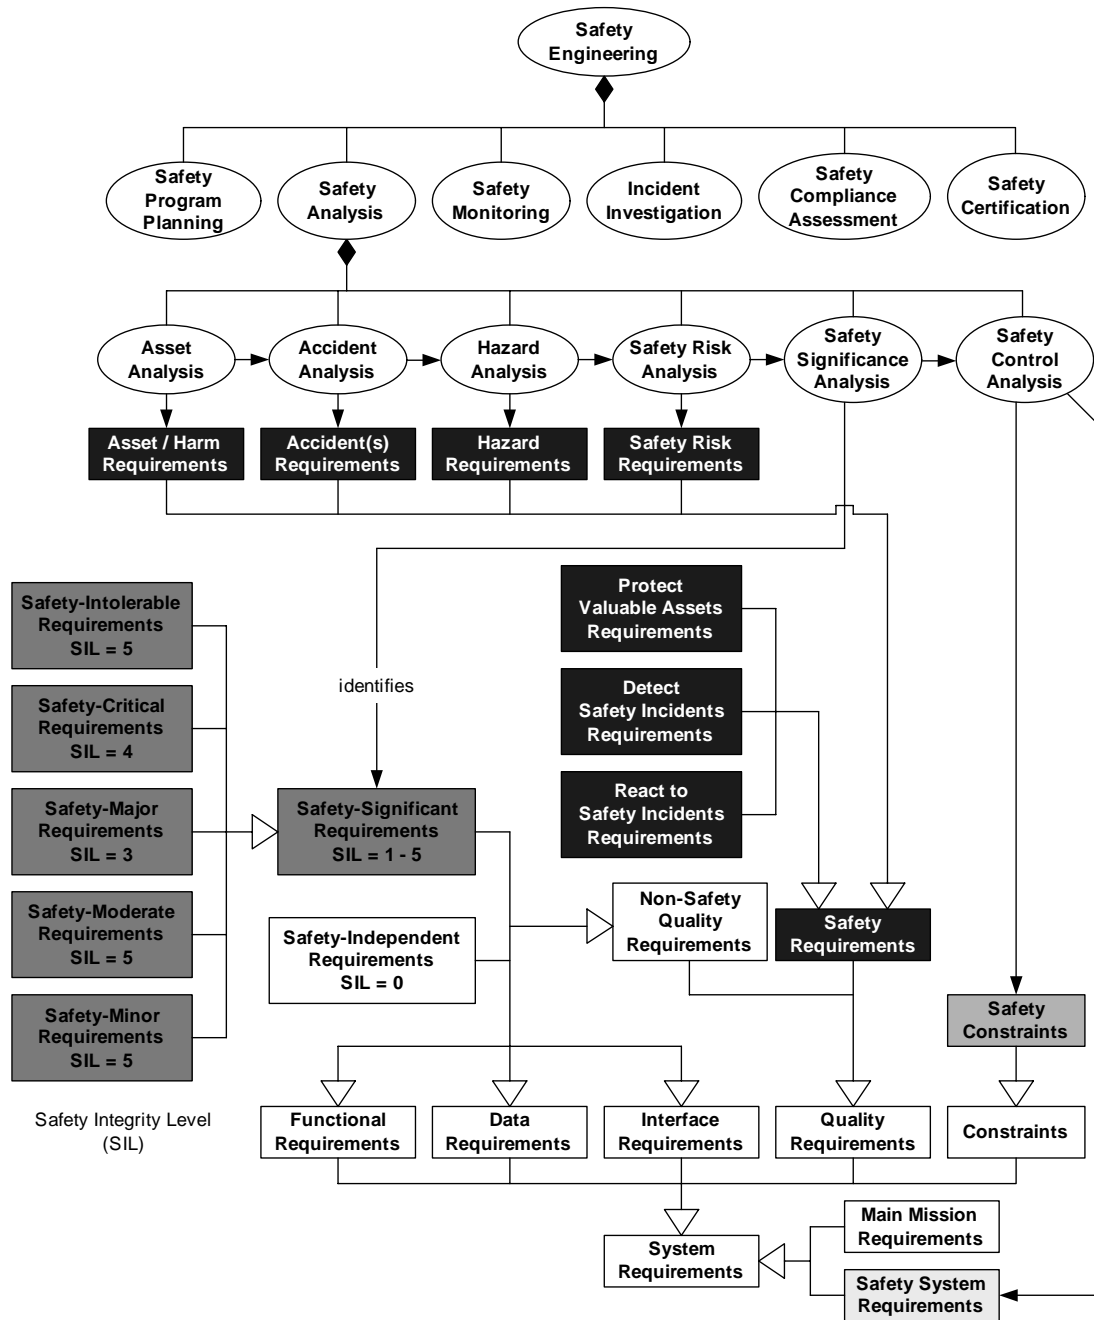 Safety
Engineering
Safety
Program
Planning
Safety
Analysis
Safety
Monitoring
Incident
Investigation
Safety
Compliance
Assessment
Safety
Certification
Asset
Analysis
Accident
Analysis
Hazard
Analysis
Safety Risk
Analysis
Safety
Significance
Analysis
Safety
Control
Analysis
Asset / Harm
Requirements
Accident(s)
Requirements
Hazard
Requirements
Safety Risk
Requirements
Safety-Intolerable
Requirements
SIL = 5
Safety-Critical
Requirements
SIL = 4
Safety-Major
Requirements
SIL = 3
Safety-Moderate
Requirements
SIL = 5
Safety-Minor
Requirements
SIL = 5
Safety Integrity Level
(SIL)
identifies
Safety-Significant
Requirements
SIL = 1 - 5
Safety-Independent
Requirements
SIL = 0
Protect
Valuable Assets
Requirements
Detect
Safety Incidents
Requirements
React to
Safety Incidents
Requirements
Non-Safety
Quality
Requirements
Safety
Requirements
Safety
Constraints
Functional
Requirements
Data
Requirements
Interface
Requirements
Quality
Requirements
Constraints
System
Requirements
Main Mission
Requirements
Safety System
Requirements